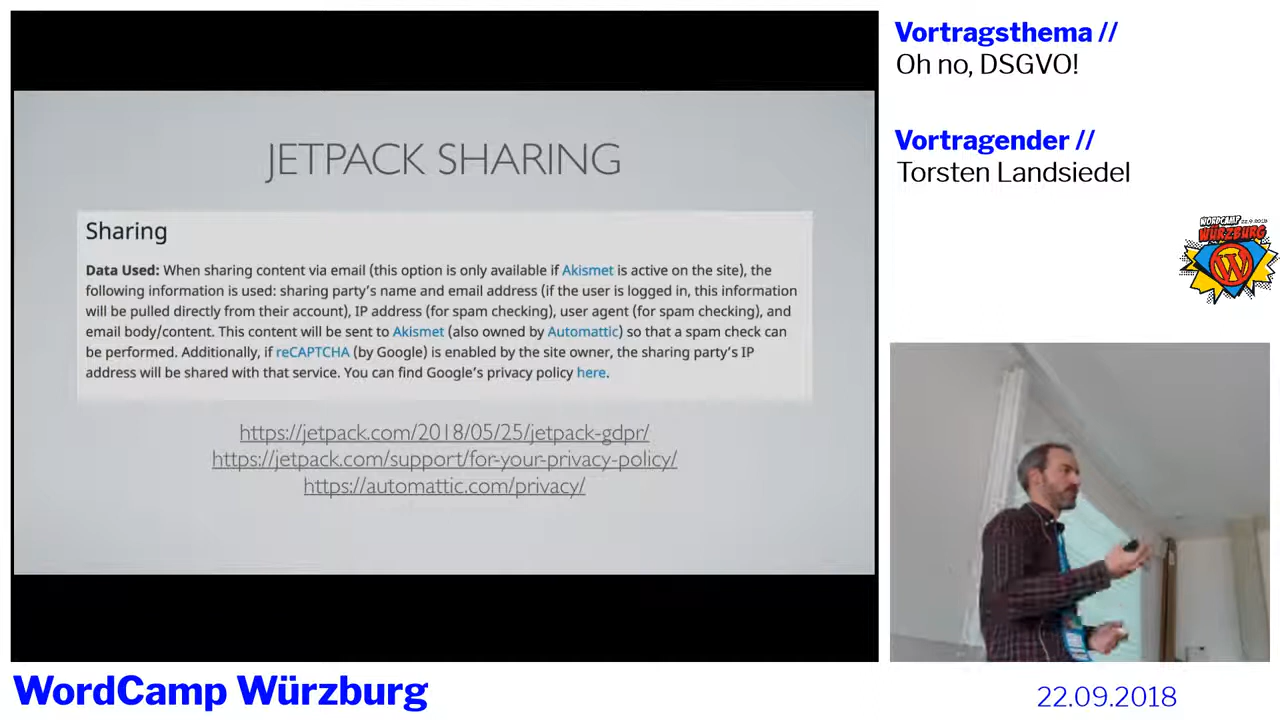 JETPACK SHARING
Sharing
Data Used: When sharing content via email (this option is only available if Akismet is active on the site), the
following information is used: sharing party's name and email address (if the user is logged in, this information
will be pulled directly from their account), IP address (for spam checking), user agent (for spam checking), and
email body/content. This content will be sent to Akismet (also owned by Automattic) so that a spam check can
be performed. Additionally, if reCAPTCHA (by Google) is enabled by the site owner, the sharing party's IP
address will be shared with that service. You can find Google's privacy policy here.
https://jetpack.com/2018/05/25/jetpack-gdpr/
https://jetpack.com/support/for-your-privacy-policy/
https://automattic.com/privacy/
Vortragsthema //
Oh no, DSGVO!
Vortragender //
Torsten Landsiedel
WORDCAMP 22.9.2018
WÜRZBURG
WordCamp Würzburg
22.09.2018